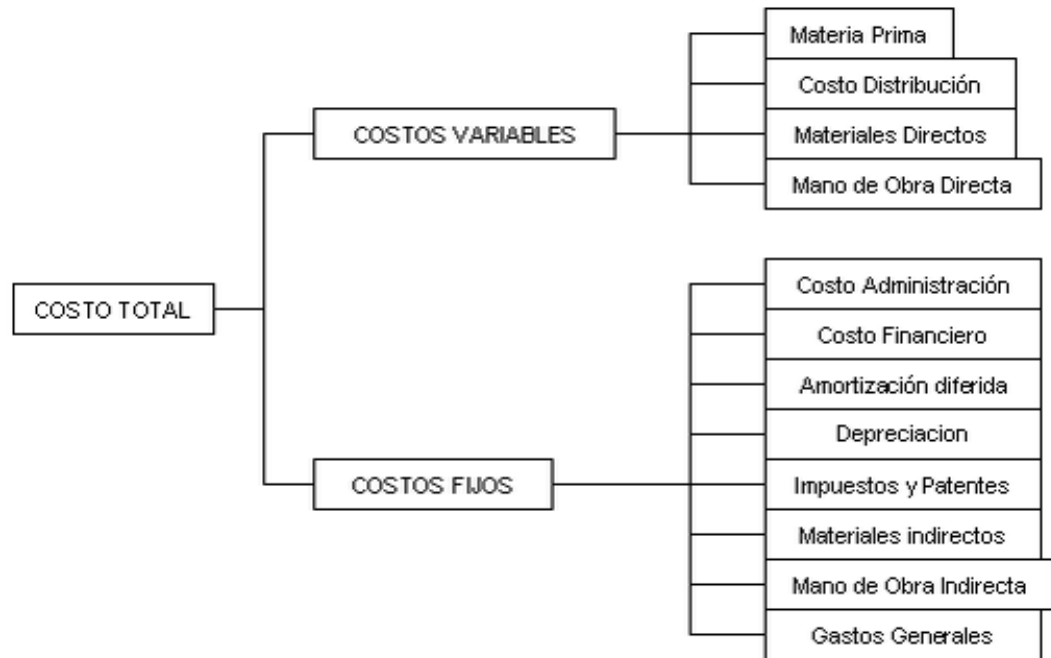 COSTO TOTAL
COSTOS VARIABLES
Materia Prima
Costo Distribución
Materiales Directos
Mano de Obra Directa
COSTOS FIJOS
Costo Administración
Costo Financiero
Amortización diferida
Depreciacion
Impuestos y Patentes
Materiales indirectos
Mano de Obra Indirecta
Gastos Generales